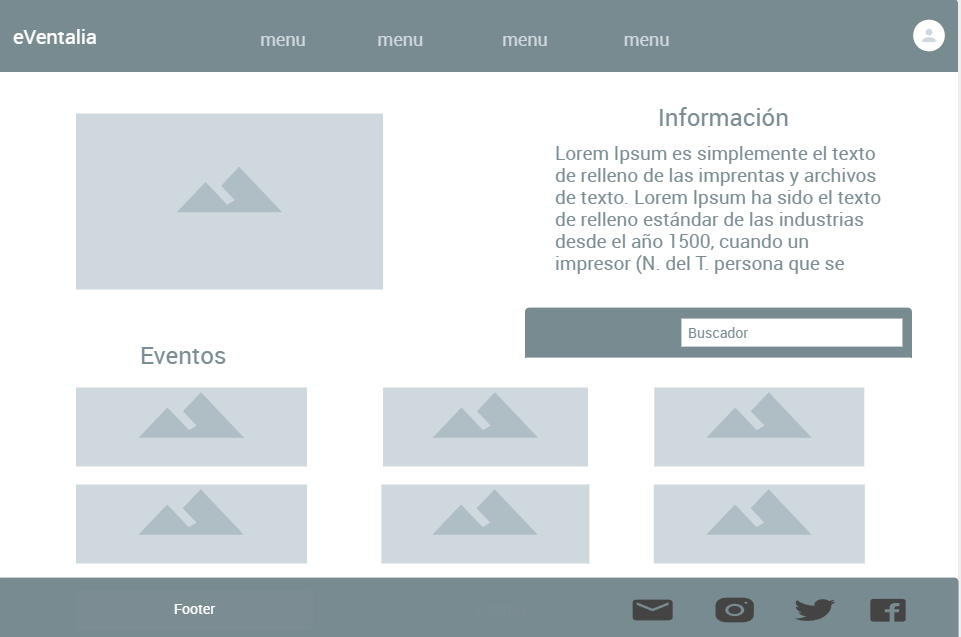 eVentalia
menu
menu
menu
menu
Información
Lorem Ipsum es simplemente el texto
de relleno de las imprentas y archivos
de texto. Lorem Ipsum ha sido el texto
de relleno estándar de las industrias
desde el año 1500, cuando un
impresor (N. del T. persona que se
Buscador
Eventos
Footer